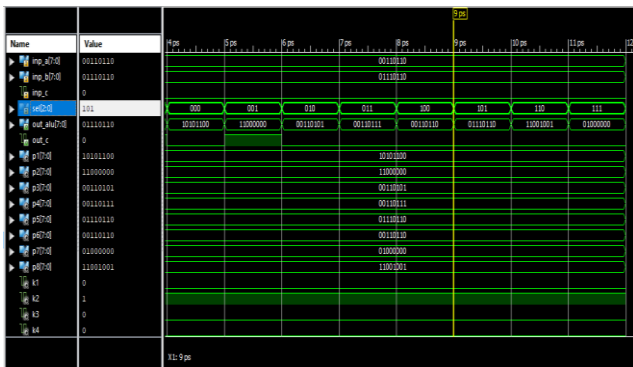 9 ps
Name Value 4 ps 5 ps 6 ps 7 ps 8 ps 9 ps 10 ps 11 ps 12
inp_a[7:0] 00110110 00110110
inp_b[7:0] 01110110 01110110
inp_c 0
sel[2:0] 101 000 001 010 011 100 101 110 111
out_alu[7:0] 01110110 10101100 11000000 00110101 00110111 00110110 01110110 11001001 01000000
out_c 0
p1[7:0] 10101100 10101100
p2[7:0] 11000000 11000000
p3[7:0] 00110101 00110101
p4[7:0] 00110111 00110111
p5[7:0] 01110110 01110110
p6[7:0] 00110110 00110110
p7[7:0] 01000000 01000000
p8[7:0] 11001001 11001001
k1 0
k2 1
k3 0
k4 0
X1: 9 ps